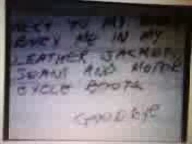 NEXT TO MY
BURY ME IN MY
LEATHER JACKET
JEANS AND MOTOR
CYCLE BOOTS
GOODBYE